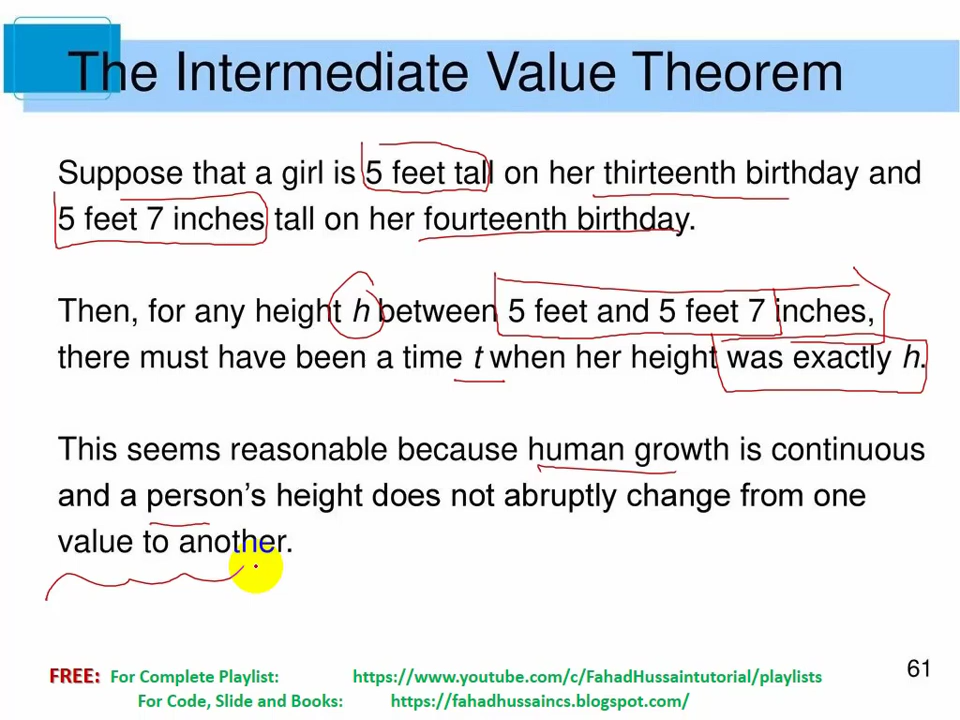 The Intermediate Value Theorem
Suppose that a girl is 5 feet tall on her thirteenth birthday and
5 feet 7 inches tall on her fourteenth birthday.
Then, for any height h between 5 feet and 5 feet 7 inches,
there must have been a time t when her height was exactly h.
This seems reasonable because human growth is continuous
and a person’s height does not abruptly change from one
value to another.
61
FREE: For Complete Playlist: https://www.youtube.com/c/FahadHussaintutorial/playlists
For Code, Slide and Books: https://fahadhussaincs.blogspot.com/